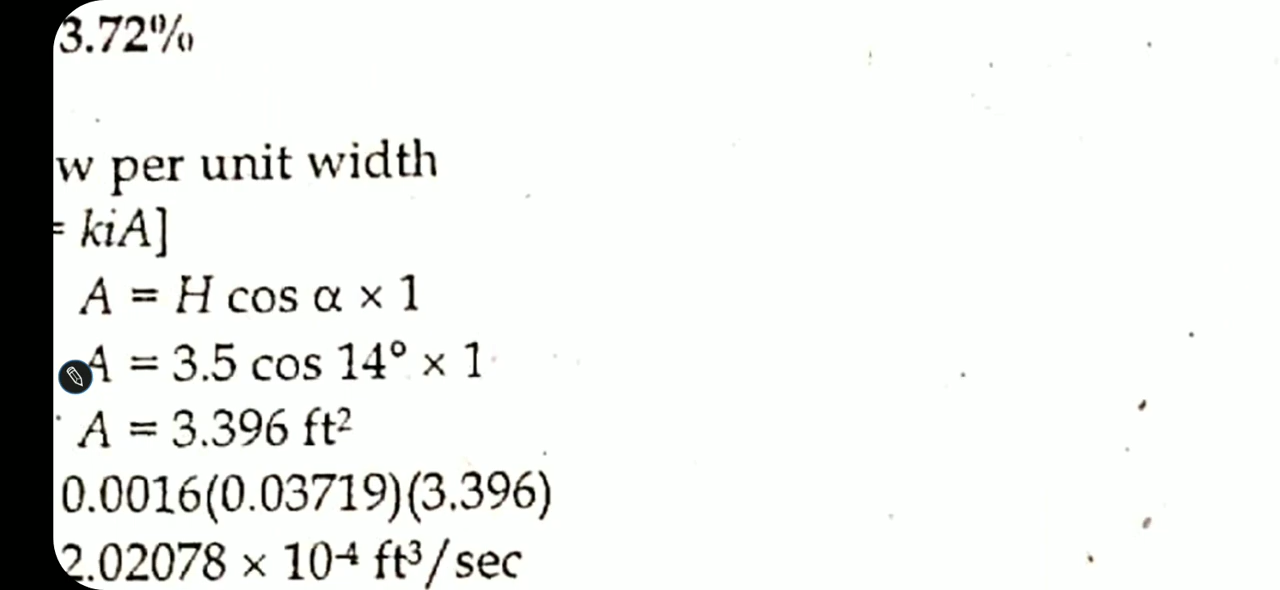 3.72%
w per unit width
= kiA]
A = H cos α × 1
A = 3.5 cos 14° × 1
A = 3.396 ft²
0.0016(0.03719)(3.396)
2.02078 × 10⁻⁴ ft³/sec